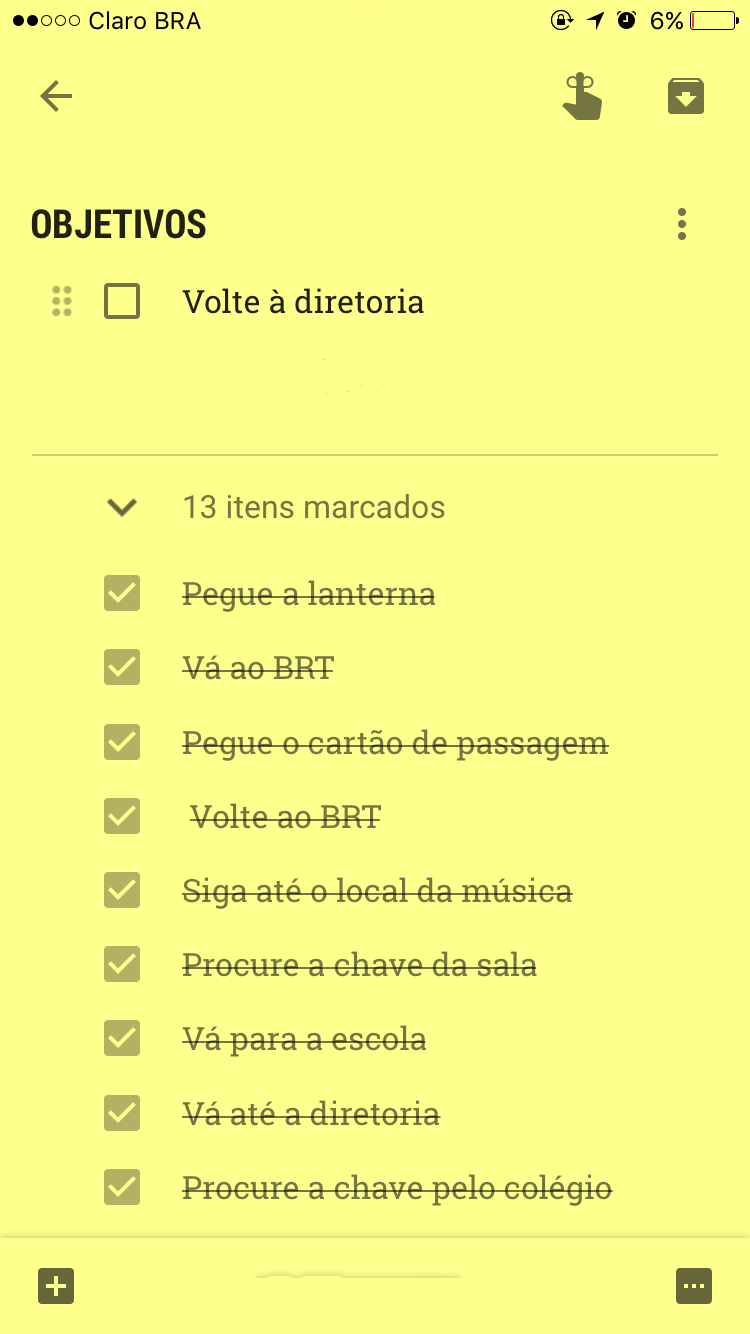 Claro BRA 6%
OBJETIVOS
Volte à diretoria
13 itens marcados
Pegue a lanterna
Vá ao BRT
Pegue o cartão de passagem
Volte ao BRT
Siga até o local da música
Procure a chave da sala
Vá para a escola
Vá até a diretoria
Procure a chave pelo colégio